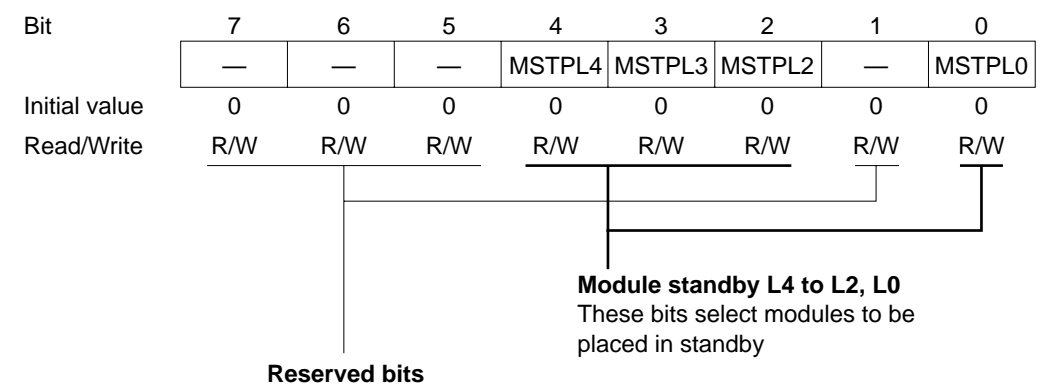 Bit 7 6 5 4 3 2 1 0
— — — MSTPL4 MSTPL3 MSTPL2 — MSTPL0
Initial value 0 0 0 0 0 0 0 0
Read/Write R/W R/W R/W R/W R/W R/W R/W R/W
Module standby L4 to L2, L0
These bits select modules to be
placed in standby
Reserved bits